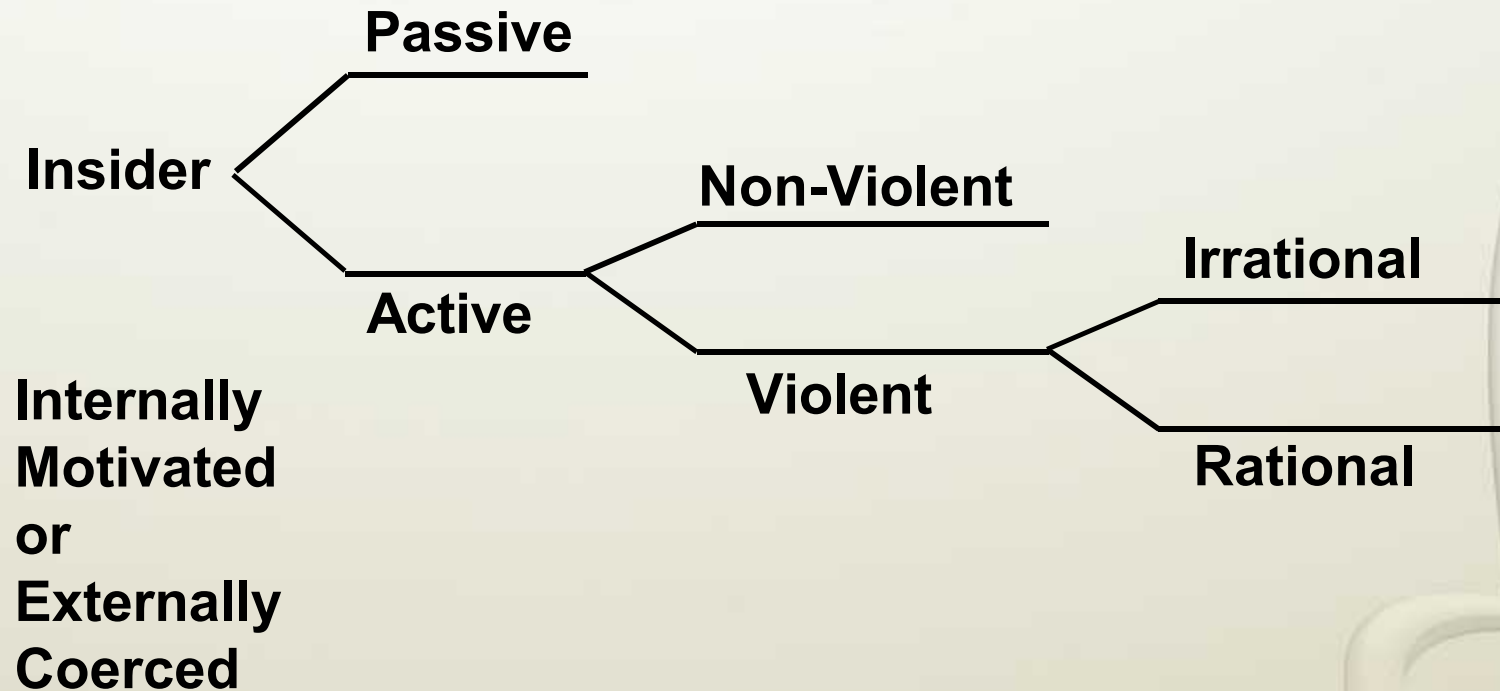 Passive
Insider
Non-Violent
Irrational
Active
Violent
Rational
Internally
Motivated
or
Externally
Coerced